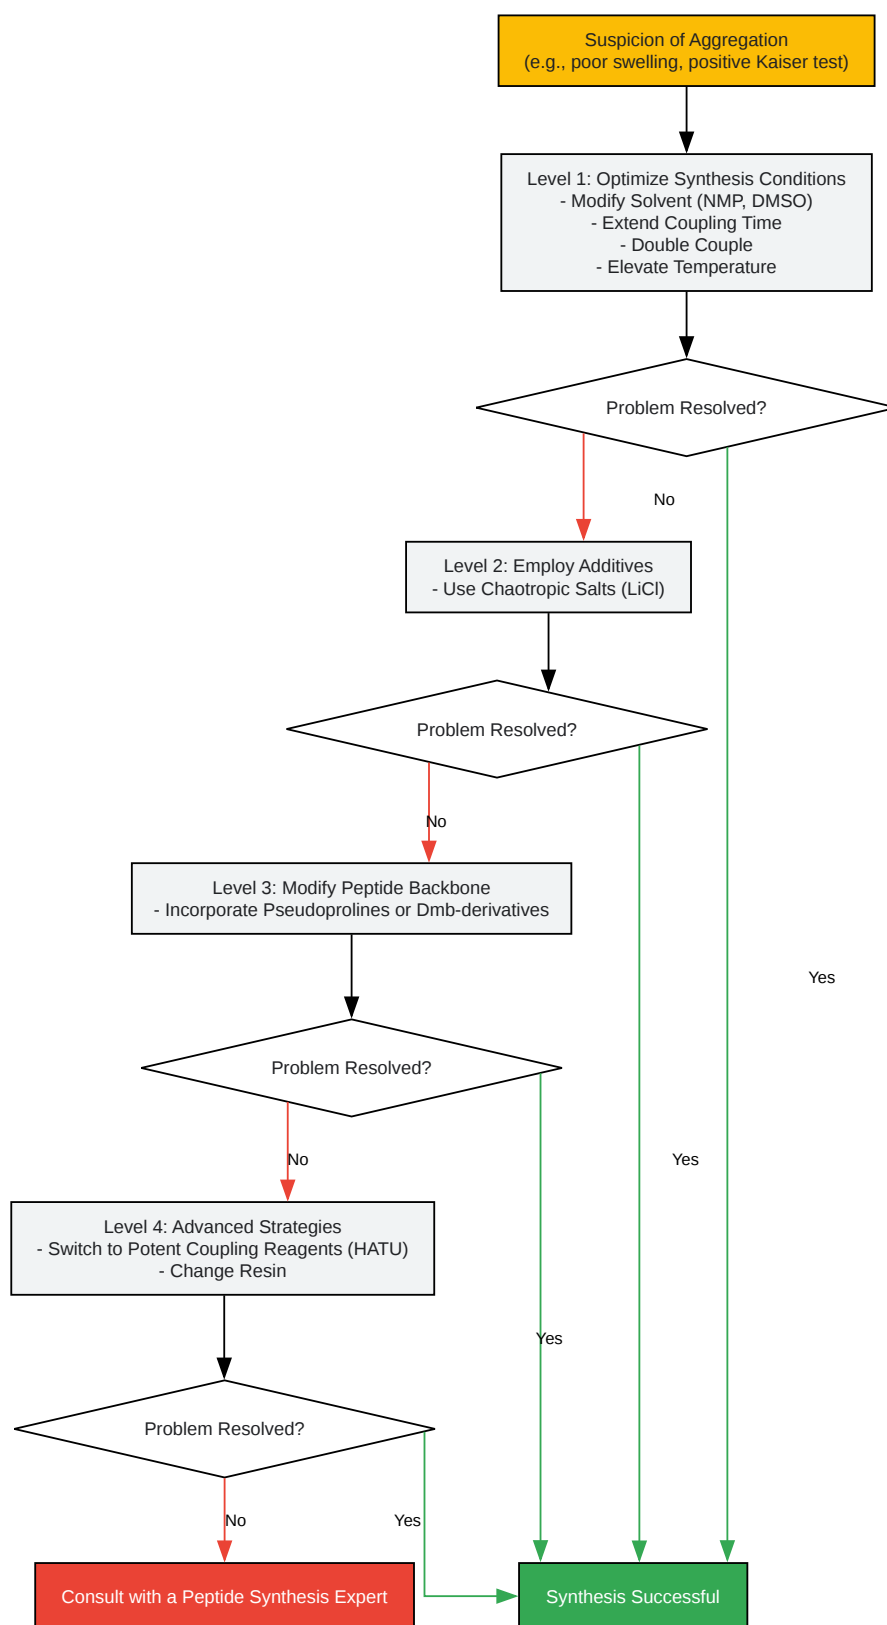 Suspicion of Aggregation
(e.g., poor swelling, positive Kaiser test)
Level 1: Optimize Synthesis Conditions
- Modify Solvent (NMP, DMSO)
- Extend Coupling Time
- Double Couple
- Elevate Temperature
Problem Resolved?
No
Level 2: Employ Additives
- Use Chaotropic Salts (LiCl)
Problem Resolved?
No
Level 3: Modify Peptide Backbone
- Incorporate Pseudoprolines or Dmb-derivatives
Yes
Problem Resolved?
No
Yes
Level 4: Advanced Strategies
- Switch to Potent Coupling Reagents (HATU)
- Change Resin
Yes
Problem Resolved?
No
Yes
Consult with a Peptide Synthesis Expert
Synthesis Successful